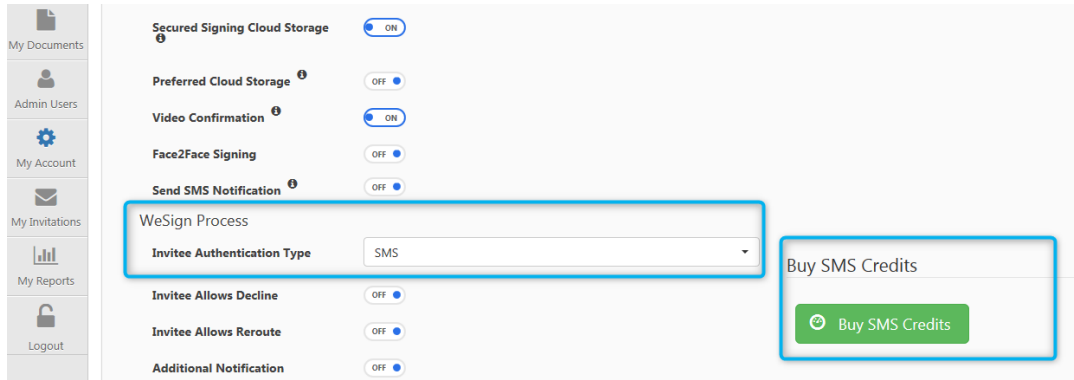 My Documents
Admin Users
My Account
My Invitations
My Reports
Logout
Secured Signing Cloud Storage
ON
Preferred Cloud Storage
OFF
Video Confirmation
ON
Face2Face Signing
OFF
Send SMS Notification
OFF
WeSign Process
Invitee Authentication Type
SMS
Invitee Allows Decline
OFF
Invitee Allows Reroute
OFF
Additional Notification
OFF
Buy SMS Credits
Buy SMS Credits